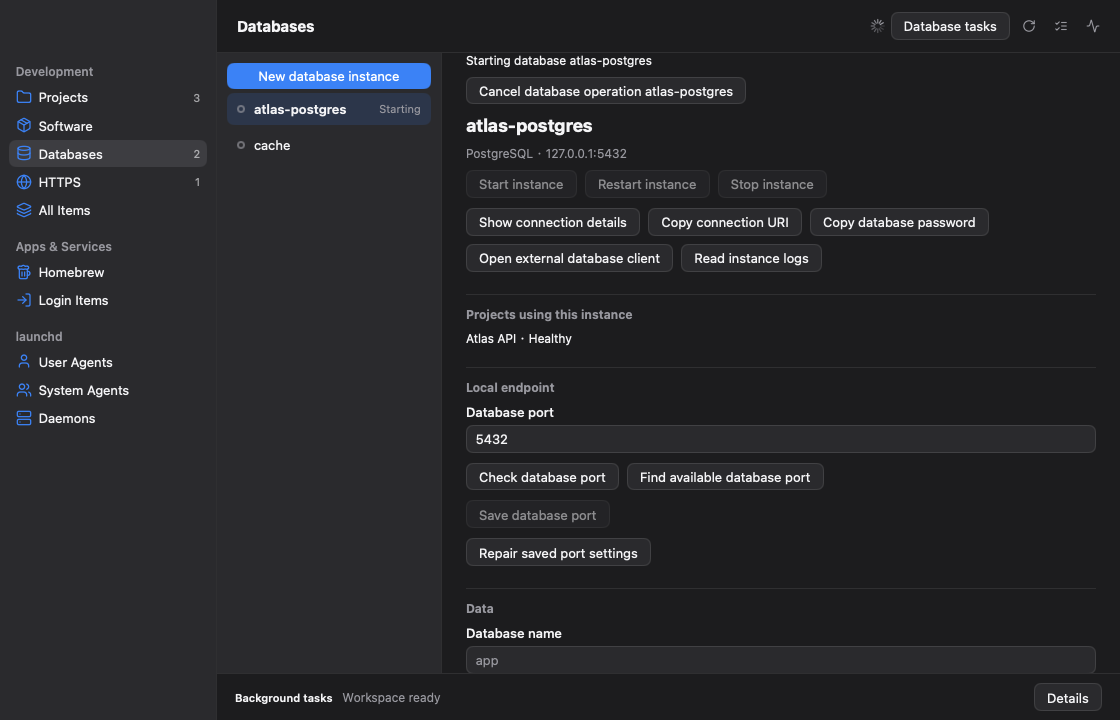 Databases
Database tasks
Development
Projects 3
Software
Databases 2
HTTPS 1
All Items
Apps & Services
Homebrew
Login Items
launchd
User Agents
System Agents
Daemons
New database instance
atlas-postgres Starting
cache
Starting database atlas-postgres
Cancel database operation atlas-postgres
atlas-postgres
PostgreSQL · 127.0.0.1:5432
Start instance Restart instance Stop instance
Show connection details Copy connection URI Copy database password
Open external database client Read instance logs
Projects using this instance
Atlas API · Healthy
Local endpoint
Database port
5432
Check database port Find available database port
Save database port
Repair saved port settings
Data
Database name
app
Background tasks Workspace ready
Details